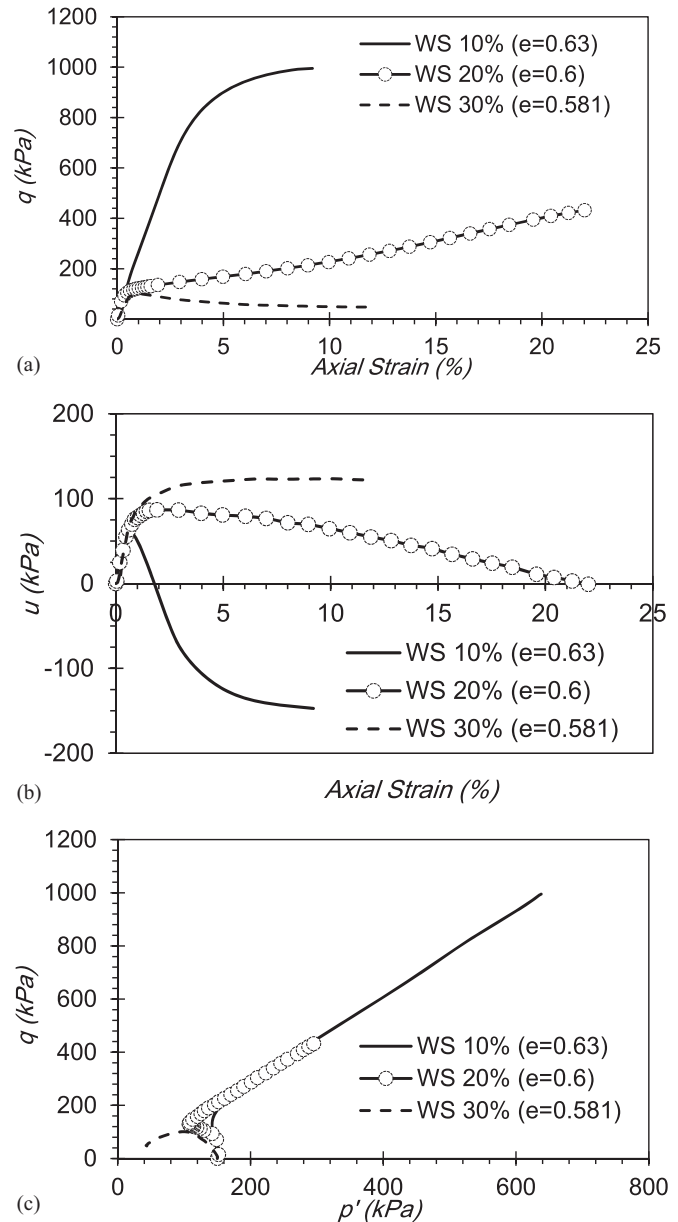 1200
1000
800
600
400
200
0
q (kPa)
WS 10% (e=0.63)
WS 20% (e=0.6)
WS 30% (e=0.581)
0 5 10 15 20 25
Axial Strain (%)
(a)
200
100
0
-100
-200
u (kPa)
0 5 10 15 20 25
WS 10% (e=0.63)
WS 20% (e=0.6)
WS 30% (e=0.581)
Axial Strain (%)
(b)
1200
1000
800
600
400
200
0
q (kPa)
WS 10% (e=0.63)
WS 20% (e=0.6)
WS 30% (e=0.581)
0 200 400 600 800
p' (kPa)
(c)